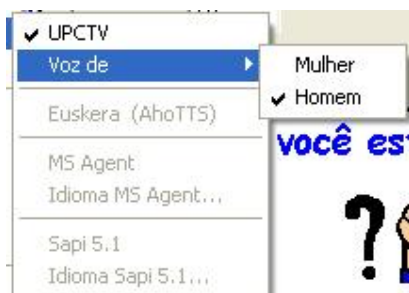 UPCTV
Voz de
Mulher
Homem
Euskera (AhoTTS)
você est
MS Agent
Idioma MS Agent...
?
Sapi 5.1
Idioma Sapi 5.1...